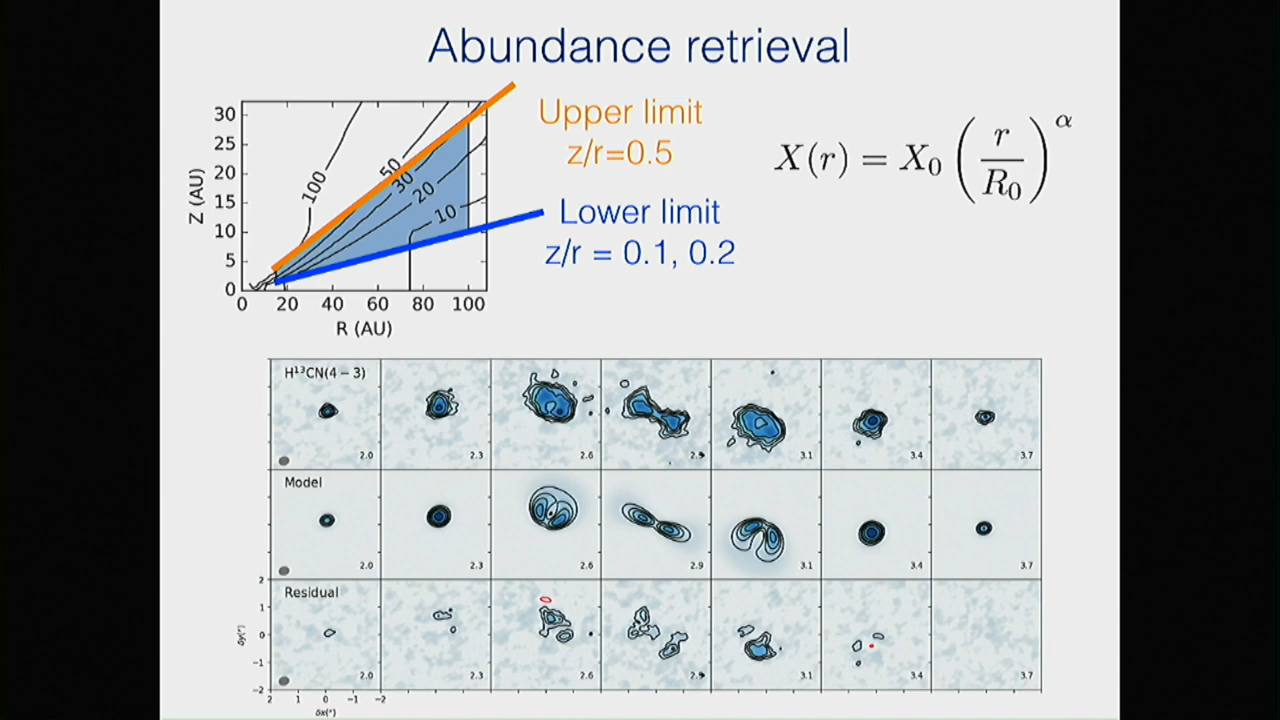 Abundance retrieval
Upper limit
z/r=0.5
Lower limit
z/r = 0.1, 0.2
X(r) = X₀ (r/R₀)^α
Z (AU)
30
25
20
15
10
5
0
100
50
30
20
10
0 20 40 60 80 100
R (AU)
H¹³CN(4 − 3)
2.0 2.3 2.6 2.9 3.1 3.4 3.7
Model
2.0 2.3 2.6 2.9 3.1 3.4 3.7
Residual
2.0 2.3 2.6 2.9 3.1 3.4 3.7
2
1
0
−1
−2
δy(")
2 1 0 −1 −2
δx(")